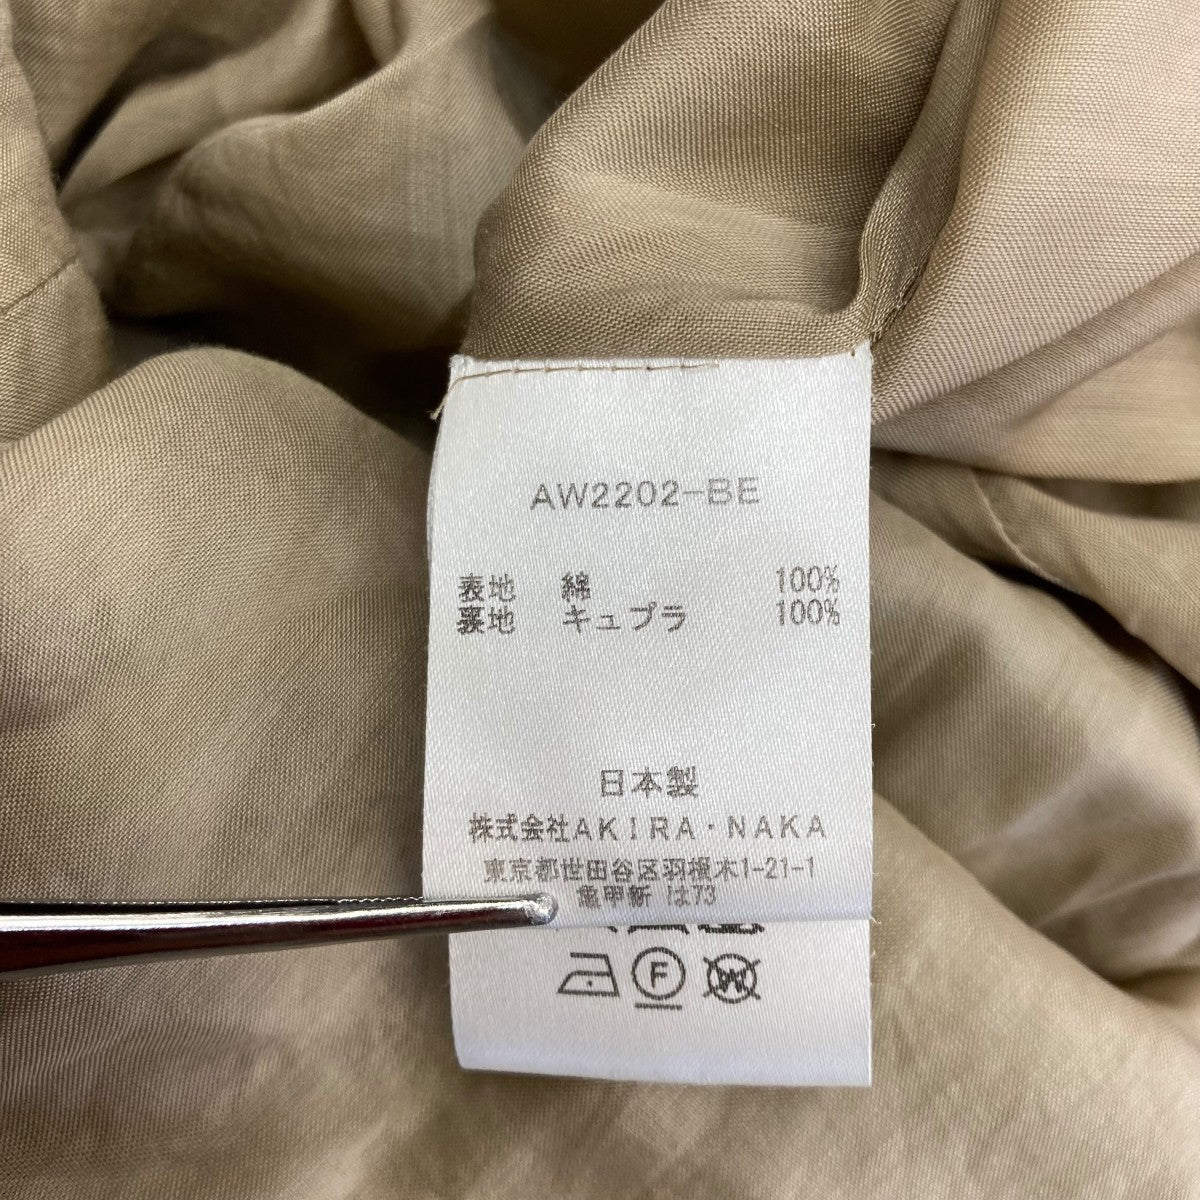 AW2202-BE
表地 綿 100%
裏地 キュプラ 100%
日本製
株式会社AKIRA・NAKA
東京都世田谷区羽根木1-21-1
亀甲新 は73
F W